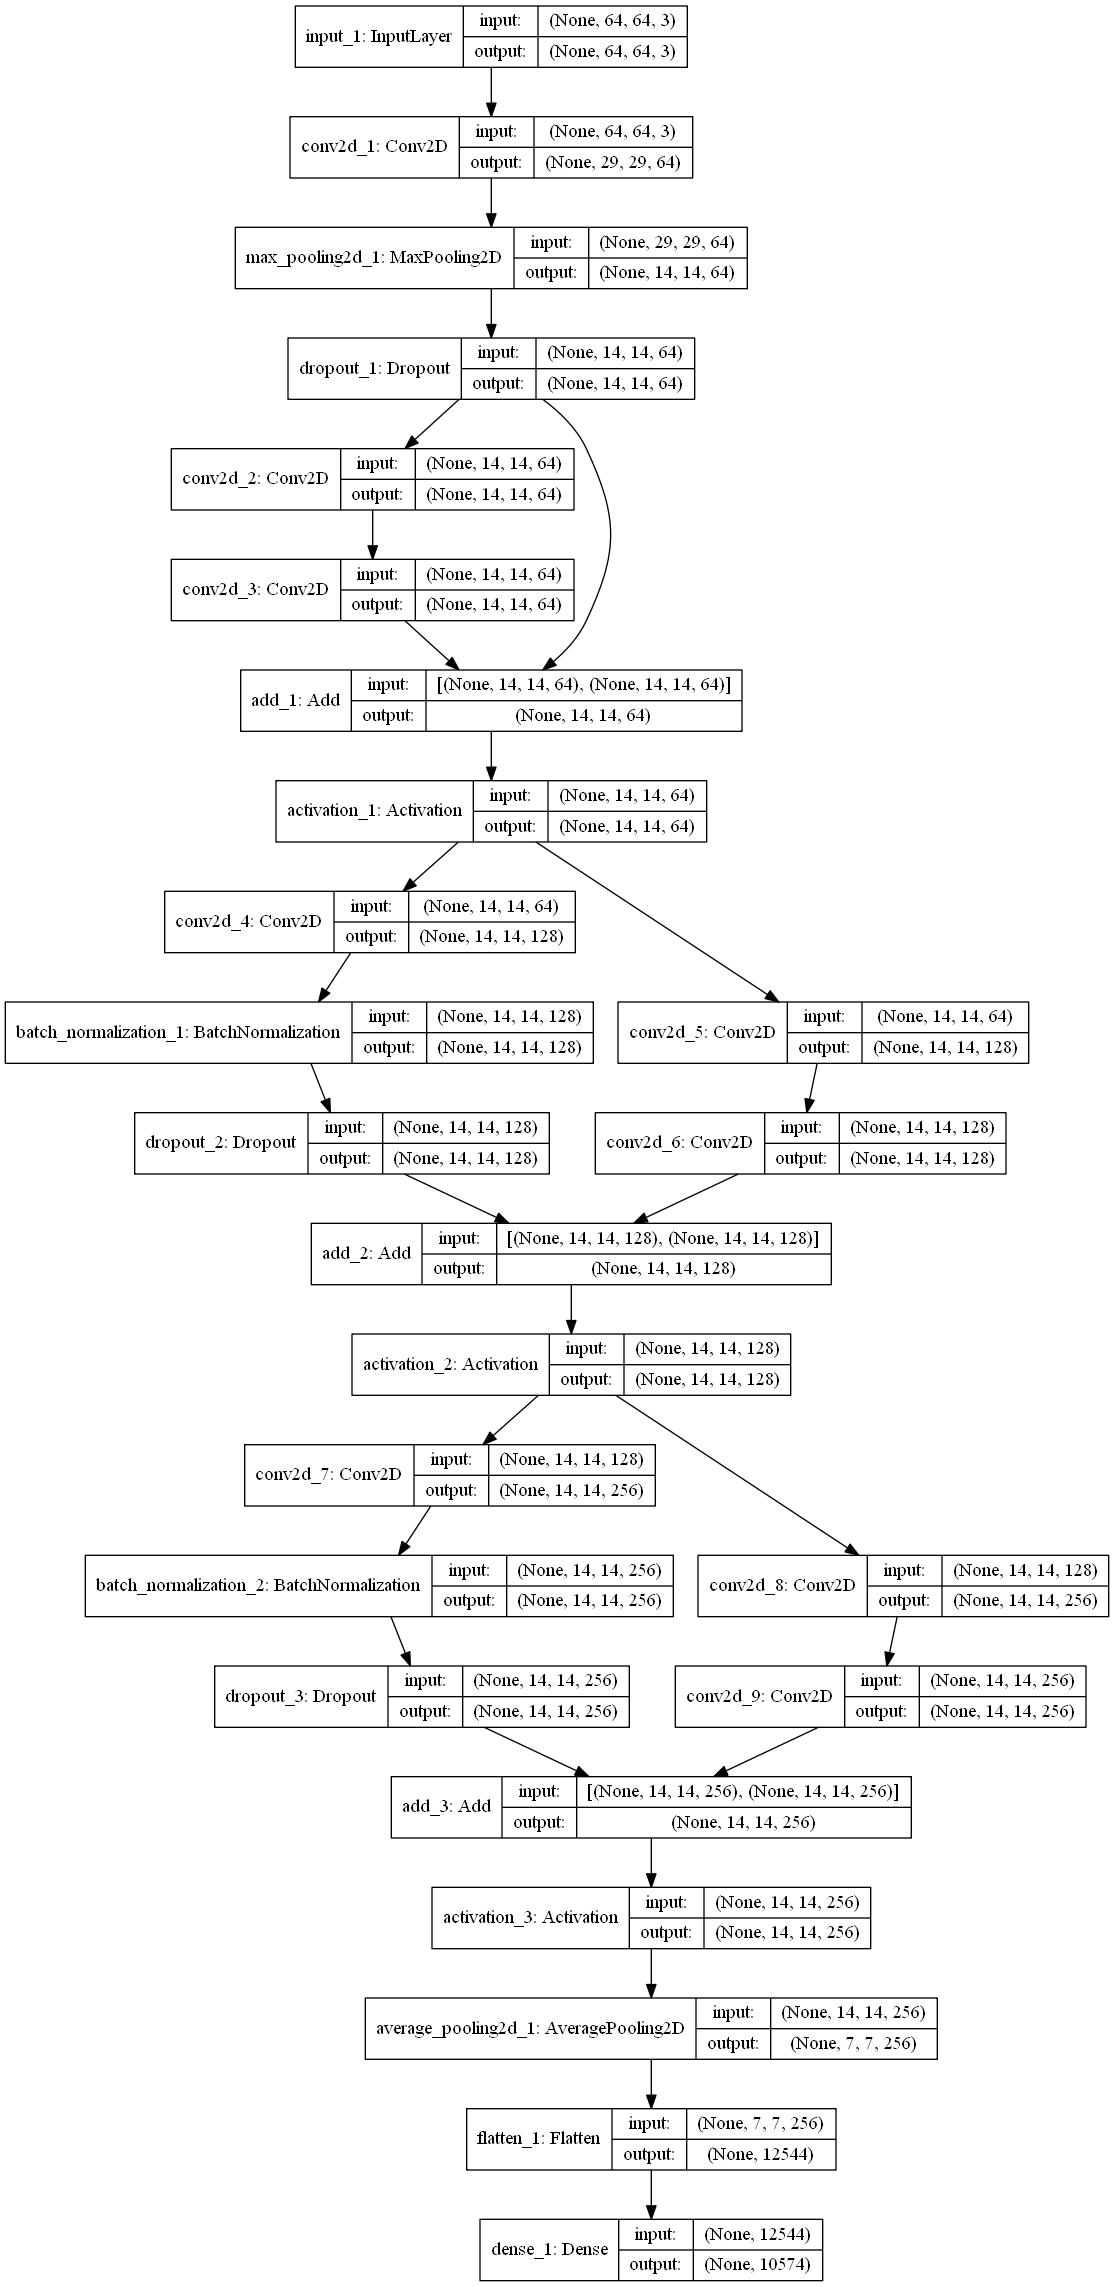 input_1: InputLayer
input: (None, 64, 64, 3)
output: (None, 64, 64, 3)
conv2d_1: Conv2D
input: (None, 64, 64, 3)
output: (None, 29, 29, 64)
max_pooling2d_1: MaxPooling2D
input: (None, 29, 29, 64)
output: (None, 14, 14, 64)
dropout_1: Dropout
input: (None, 14, 14, 64)
output: (None, 14, 14, 64)
conv2d_2: Conv2D
input: (None, 14, 14, 64)
output: (None, 14, 14, 64)
conv2d_3: Conv2D
input: (None, 14, 14, 64)
output: (None, 14, 14, 64)
add_1: Add
input: [(None, 14, 14, 64), (None, 14, 14, 64)]
output: (None, 14, 14, 64)
activation_1: Activation
input: (None, 14, 14, 64)
output: (None, 14, 14, 64)
conv2d_4: Conv2D
input: (None, 14, 14, 64)
output: (None, 14, 14, 128)
batch_normalization_1: BatchNormalization
input: (None, 14, 14, 128)
output: (None, 14, 14, 128)
conv2d_5: Conv2D
input: (None, 14, 14, 64)
output: (None, 14, 14, 128)
dropout_2: Dropout
input: (None, 14, 14, 128)
output: (None, 14, 14, 128)
conv2d_6: Conv2D
input: (None, 14, 14, 128)
output: (None, 14, 14, 128)
add_2: Add
input: [(None, 14, 14, 128), (None, 14, 14, 128)]
output: (None, 14, 14, 128)
activation_2: Activation
input: (None, 14, 14, 128)
output: (None, 14, 14, 128)
conv2d_7: Conv2D
input: (None, 14, 14, 128)
output: (None, 14, 14, 256)
batch_normalization_2: BatchNormalization
input: (None, 14, 14, 256)
output: (None, 14, 14, 256)
conv2d_8: Conv2D
input: (None, 14, 14, 128)
output: (None, 14, 14, 256)
dropout_3: Dropout
input: (None, 14, 14, 256)
output: (None, 14, 14, 256)
conv2d_9: Conv2D
input: (None, 14, 14, 256)
output: (None, 14, 14, 256)
add_3: Add
input: [(None, 14, 14, 256), (None, 14, 14, 256)]
output: (None, 14, 14, 256)
activation_3: Activation
input: (None, 14, 14, 256)
output: (None, 14, 14, 256)
average_pooling2d_1: AveragePooling2D
input: (None, 14, 14, 256)
output: (None, 7, 7, 256)
flatten_1: Flatten
input: (None, 7, 7, 256)
output: (None, 12544)
dense_1: Dense
input: (None, 12544)
output: (None, 10574)